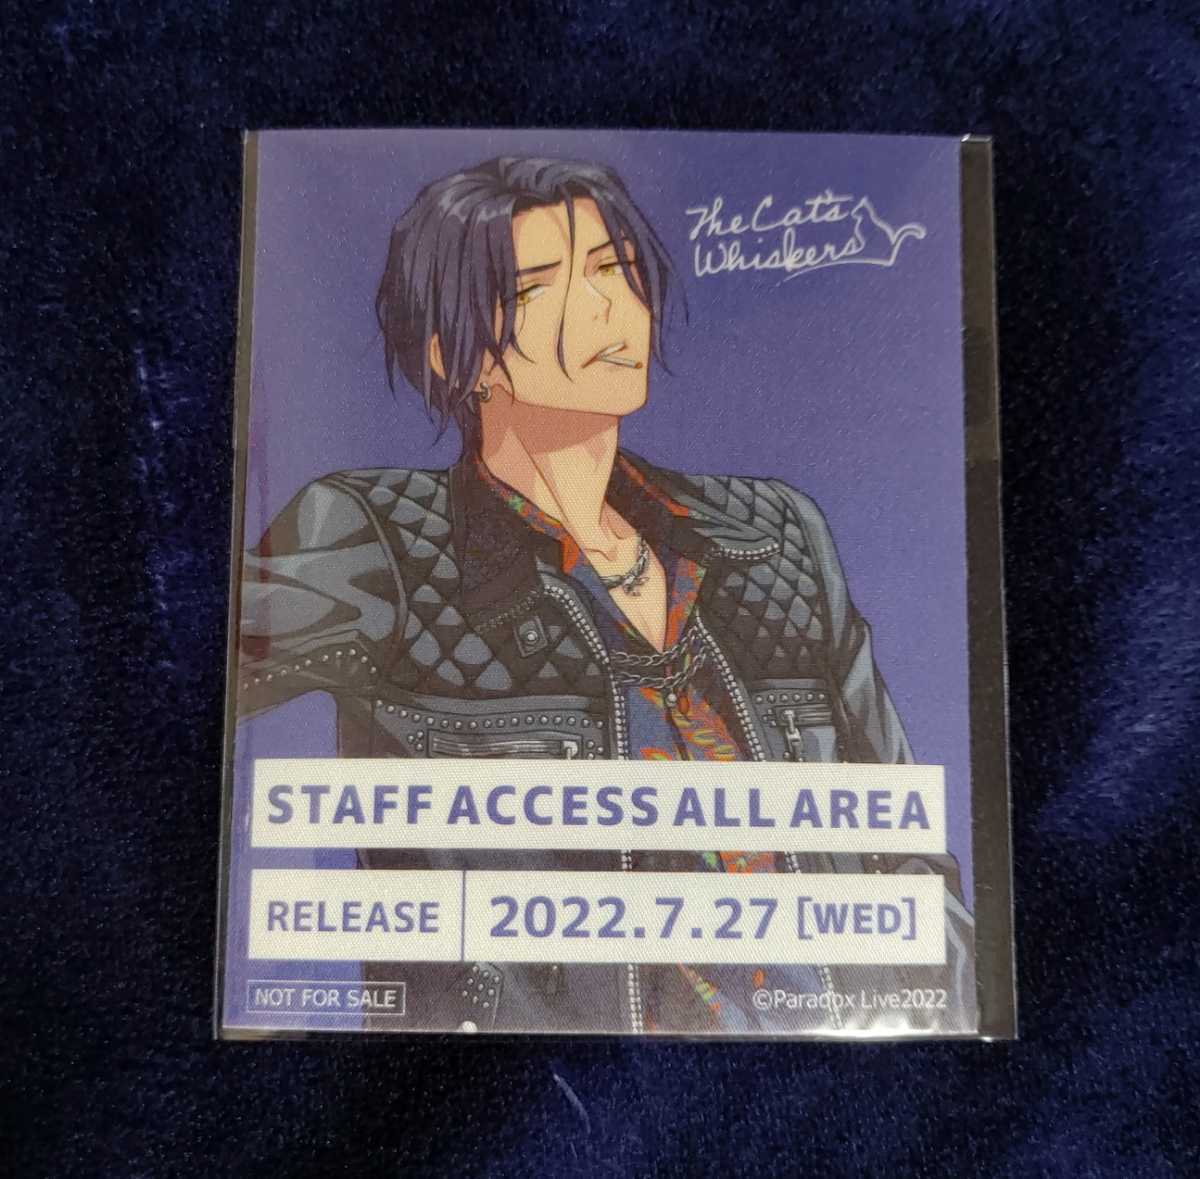 The Cat's
Whiskers
STAFF ACCESS ALL AREA
RELEASE 2022.7.27 [WED]
NOT FOR SALE
©Paradox Live2022